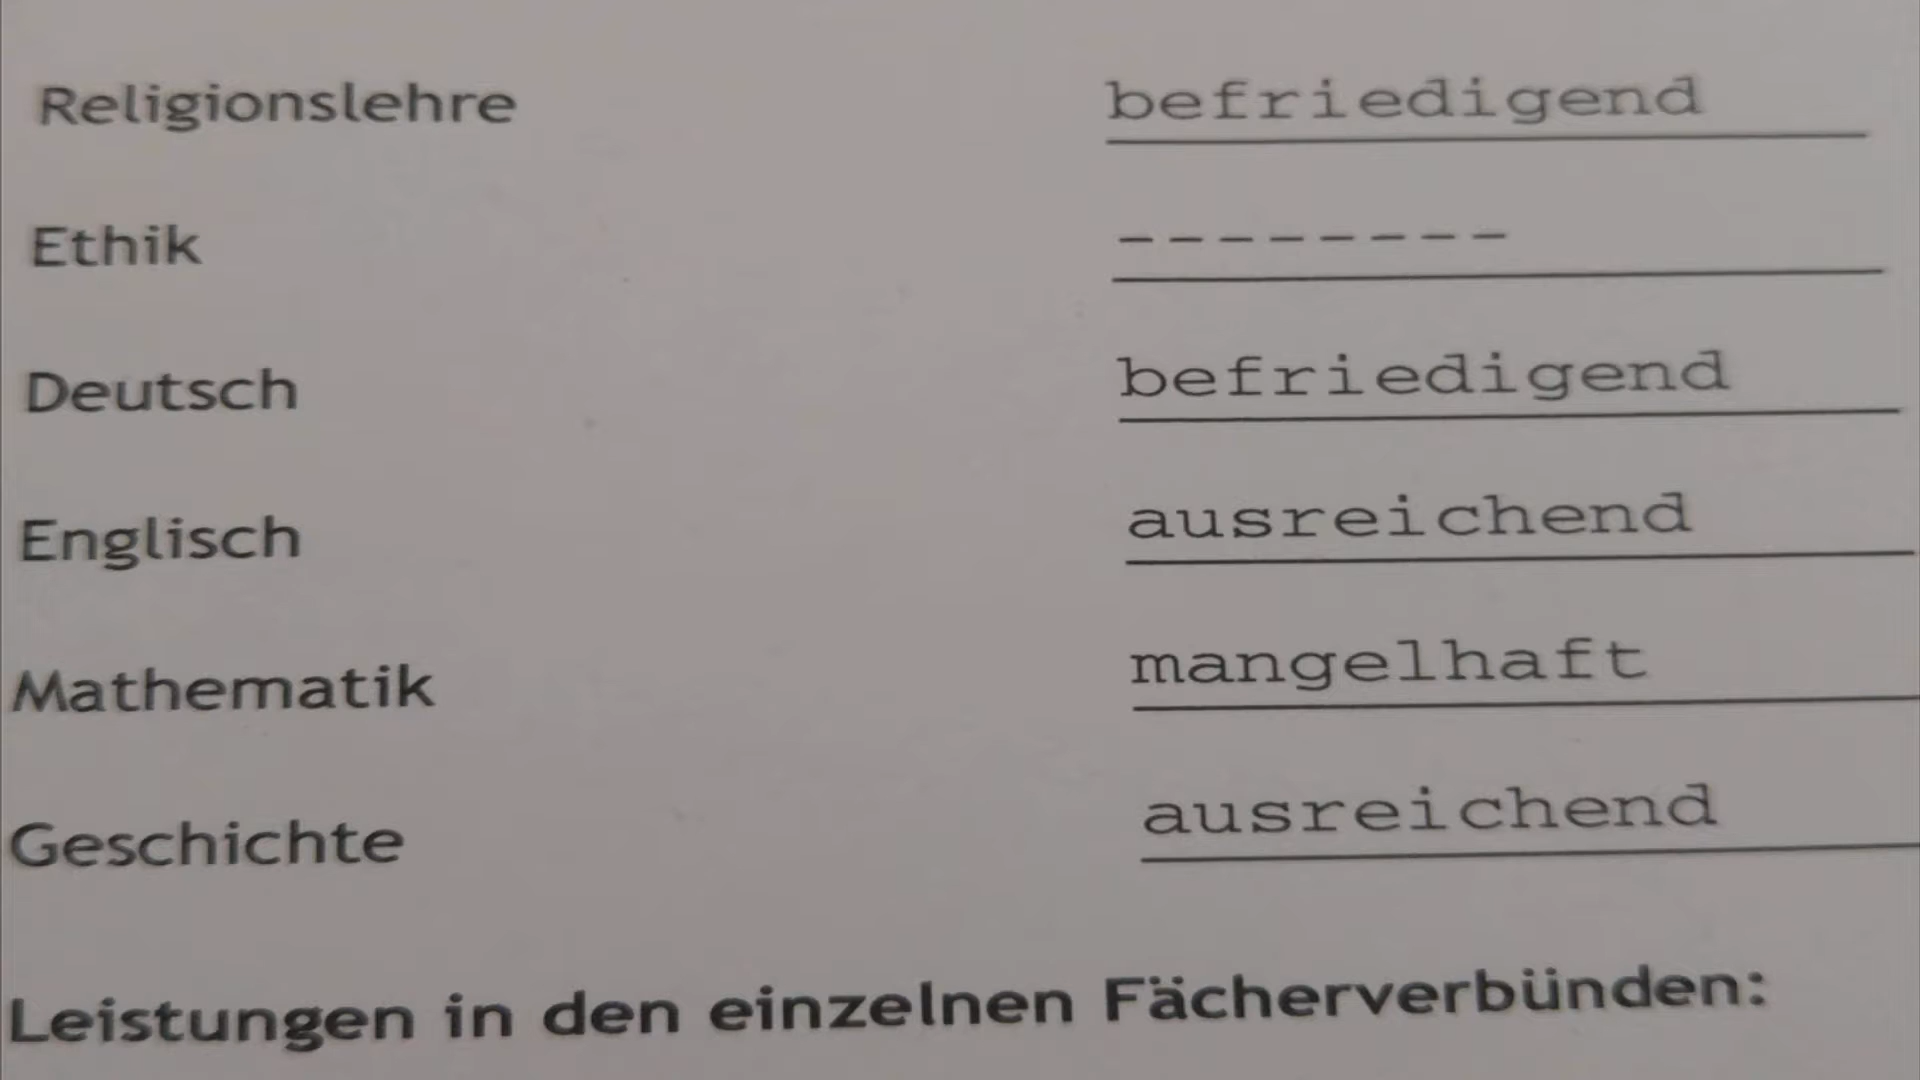 Religionslehre befriedigend
Ethik --------
Deutsch befriedigend
Englisch ausreichend
Mathematik mangelhaft
Geschichte ausreichend
Leistungen in den einzelnen Fächerverbünden: